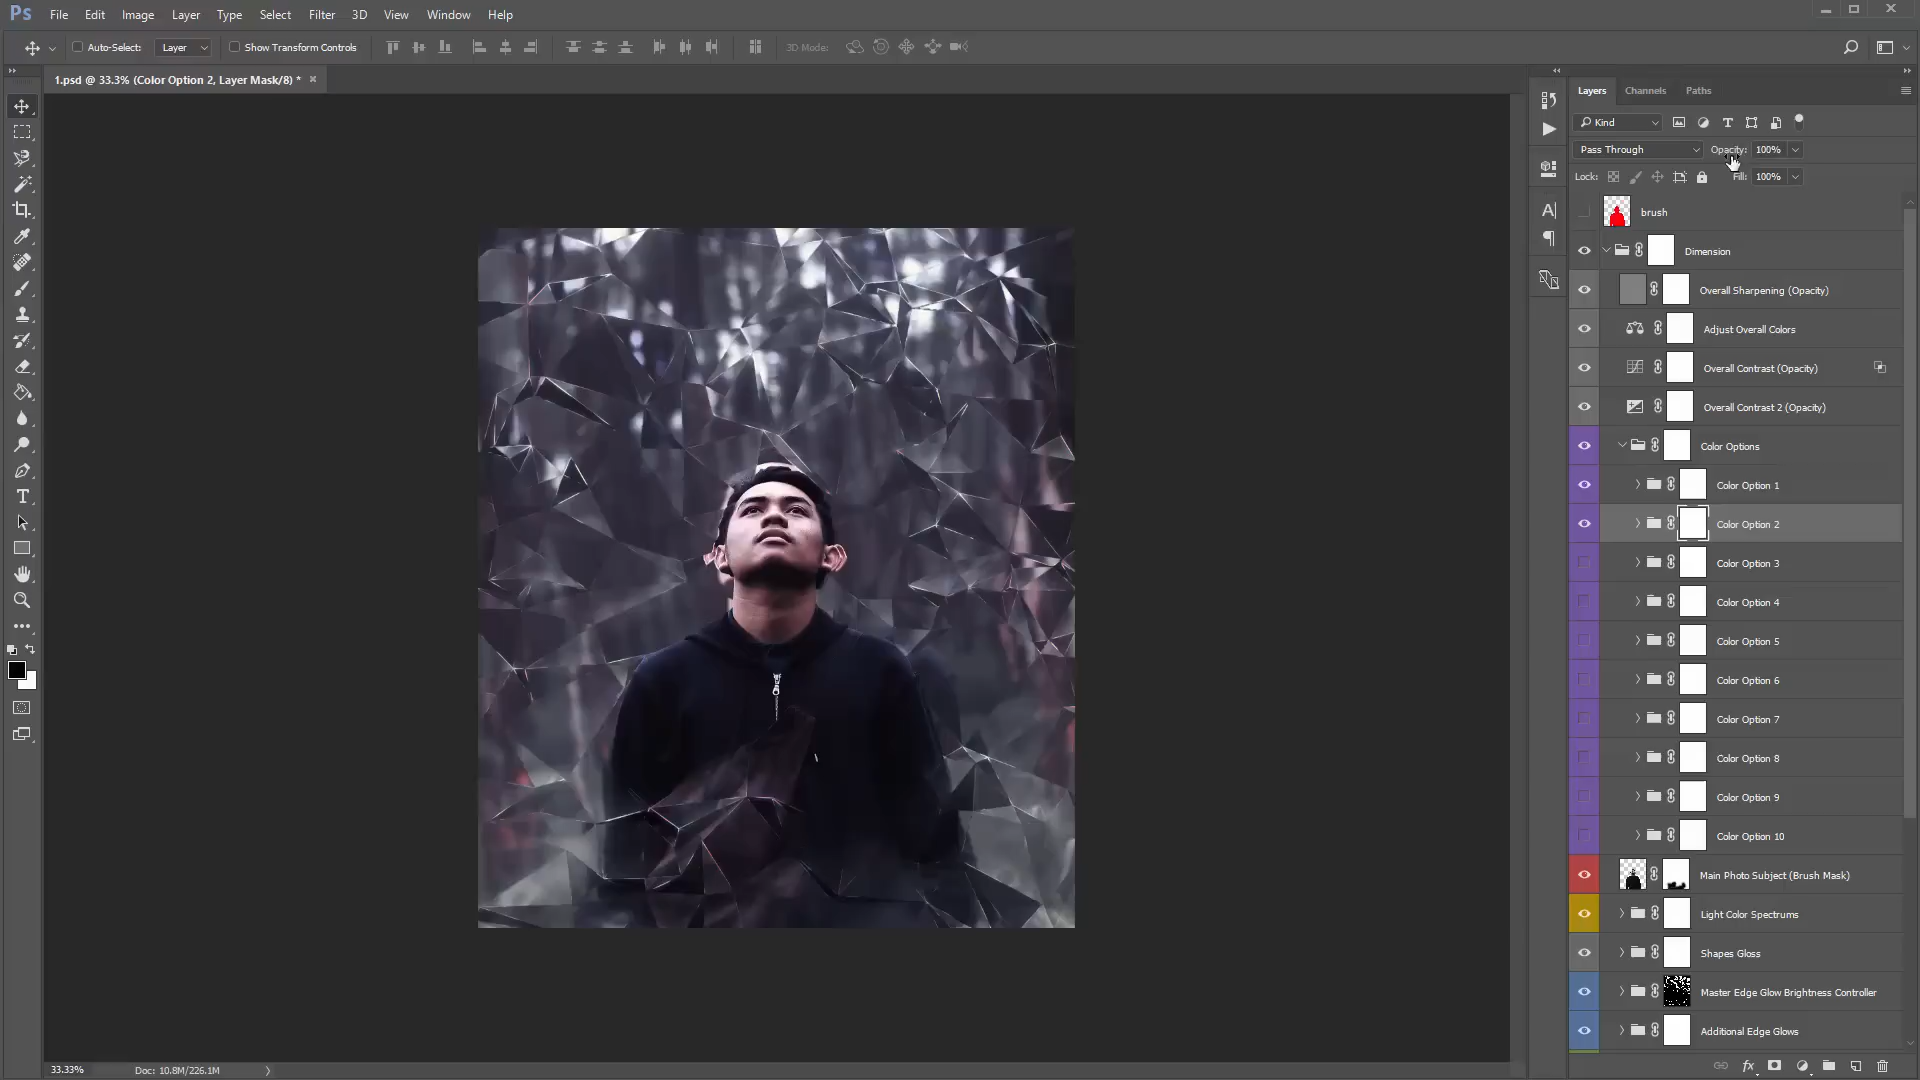 Ps File Edit Image Layer Type Select Filter 3D View Window Help
Auto-Select: Layer Show Transform Controls 3D Mode:
1.psd @ 33.3% (Color Option 2, Layer Mask/8) *
Layers Channels Paths
Kind
Pass Through Opacity: 100%
Lock: Fill: 100%
brush
Dimension
Overall Sharpening (Opacity)
Adjust Overall Colors
Overall Contrast (Opacity)
Overall Contrast 2 (Opacity)
Color Options
Color Option 1
Color Option 2
Color Option 3
Color Option 4
Color Option 5
Color Option 6
Color Option 7
Color Option 8
Color Option 9
Color Option 10
Main Photo Subject (Brush Mask)
Light Color Spectrums
Shapes Gloss
Master Edge Glow Brightness Controller
Additional Edge Glows
33.33% Doc: 10.8M/226.1M
fx